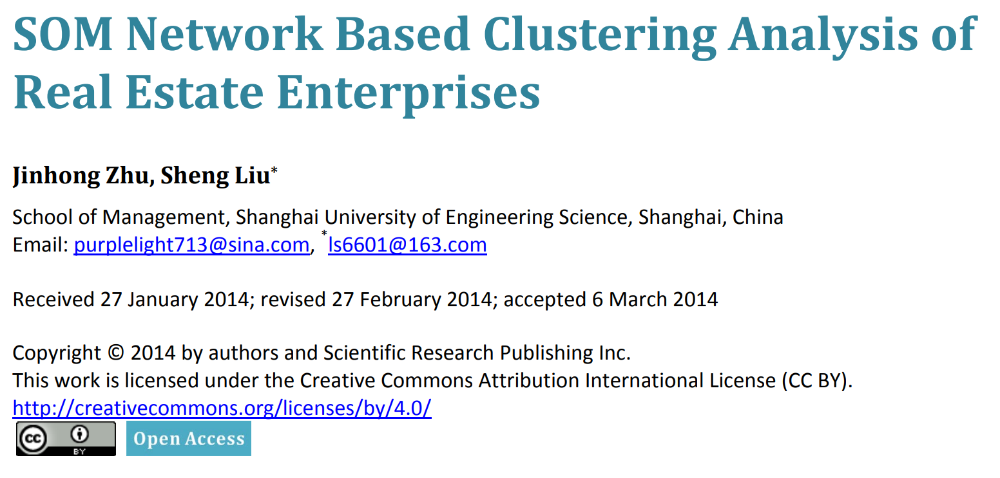 SOM Network Based Clustering Analysis of
Real Estate Enterprises
Jinhong Zhu, Sheng Liu*
School of Management, Shanghai University of Engineering Science, Shanghai, China
Email: purplelight713@sina.com, *ls6601@163.com
Received 27 January 2014; revised 27 February 2014; accepted 6 March 2014
Copyright © 2014 by authors and Scientific Research Publishing Inc.
This work is licensed under the Creative Commons Attribution International License (CC BY).
http://creativecommons.org/licenses/by/4.0/
cc BY Open Access